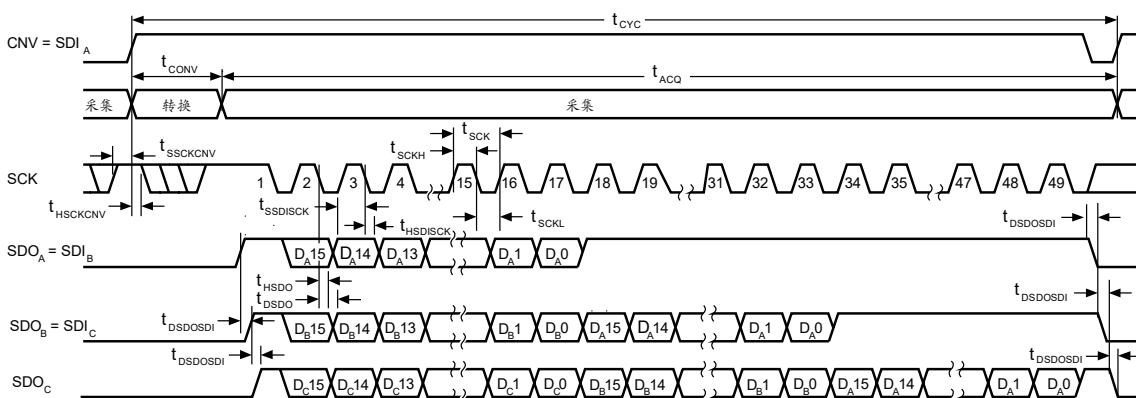 tCYC
CNV = SDIA
tCONV
tACQ
采集 转换 采集
tSCK
tSSCKCNV
tSCKH
SCK
1 2 3 4 15 16 17 18 19 31 32 33 34 35 47 48 49
tHSCKCNV
tSSDISCK
tHSDISCK
tSCKL
tDSDOSDI
SDOA = SDIB
DA15 DA14 DA13 DA1 DA0
tHSDO
tDSDO
tDSDOSDI
tDSDOSDI
SDOB = SDIC
DB15 DB14 DB13 DB1 DB0 DA15 DA14 DA1 DA0
tDSDOSDI
tDSDOSDI
SDOC
DC15 DC14 DC13 DC1 DC0 DB15 DB14 DB1 DB0 DA15 DA14 DA1 DA0